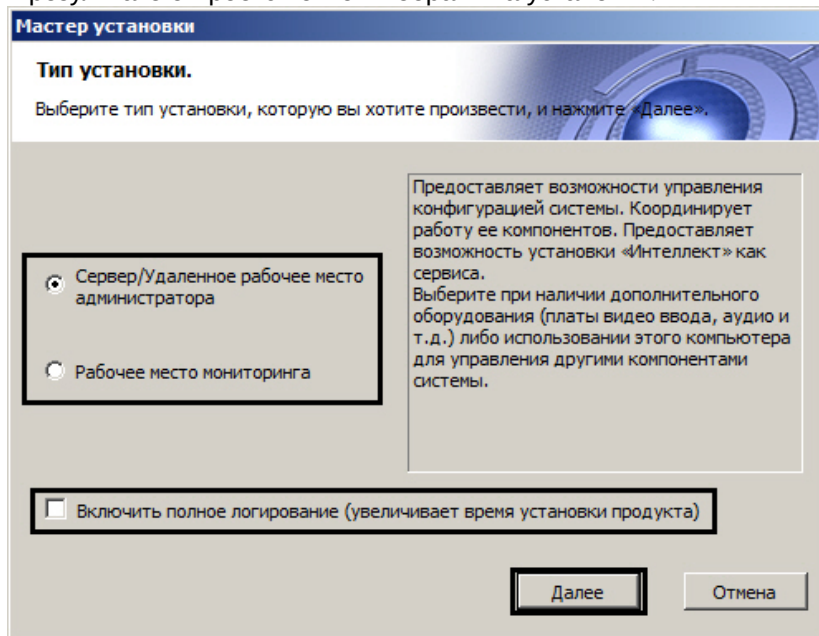 Мастер установки
Тип установки.
Выберите тип установки, которую вы хотите произвести, и нажмите «Далее».
Предоставляет возможности управления
конфигурацией системы. Координирует
работу ее компонентов. Предоставляет
возможность установки «Интеллект» как
сервиса.
Выберите при наличии дополнительного
оборудования (платы видео ввода, аудио и
т.д.) либо использовании этого компьютера
для управления другими компонентами
системы.
Сервер/Удаленное рабочее место
администратора
Рабочее место мониторинга
Включить полное логирование (увеличивает время установки продукта)
Далее
Отмена